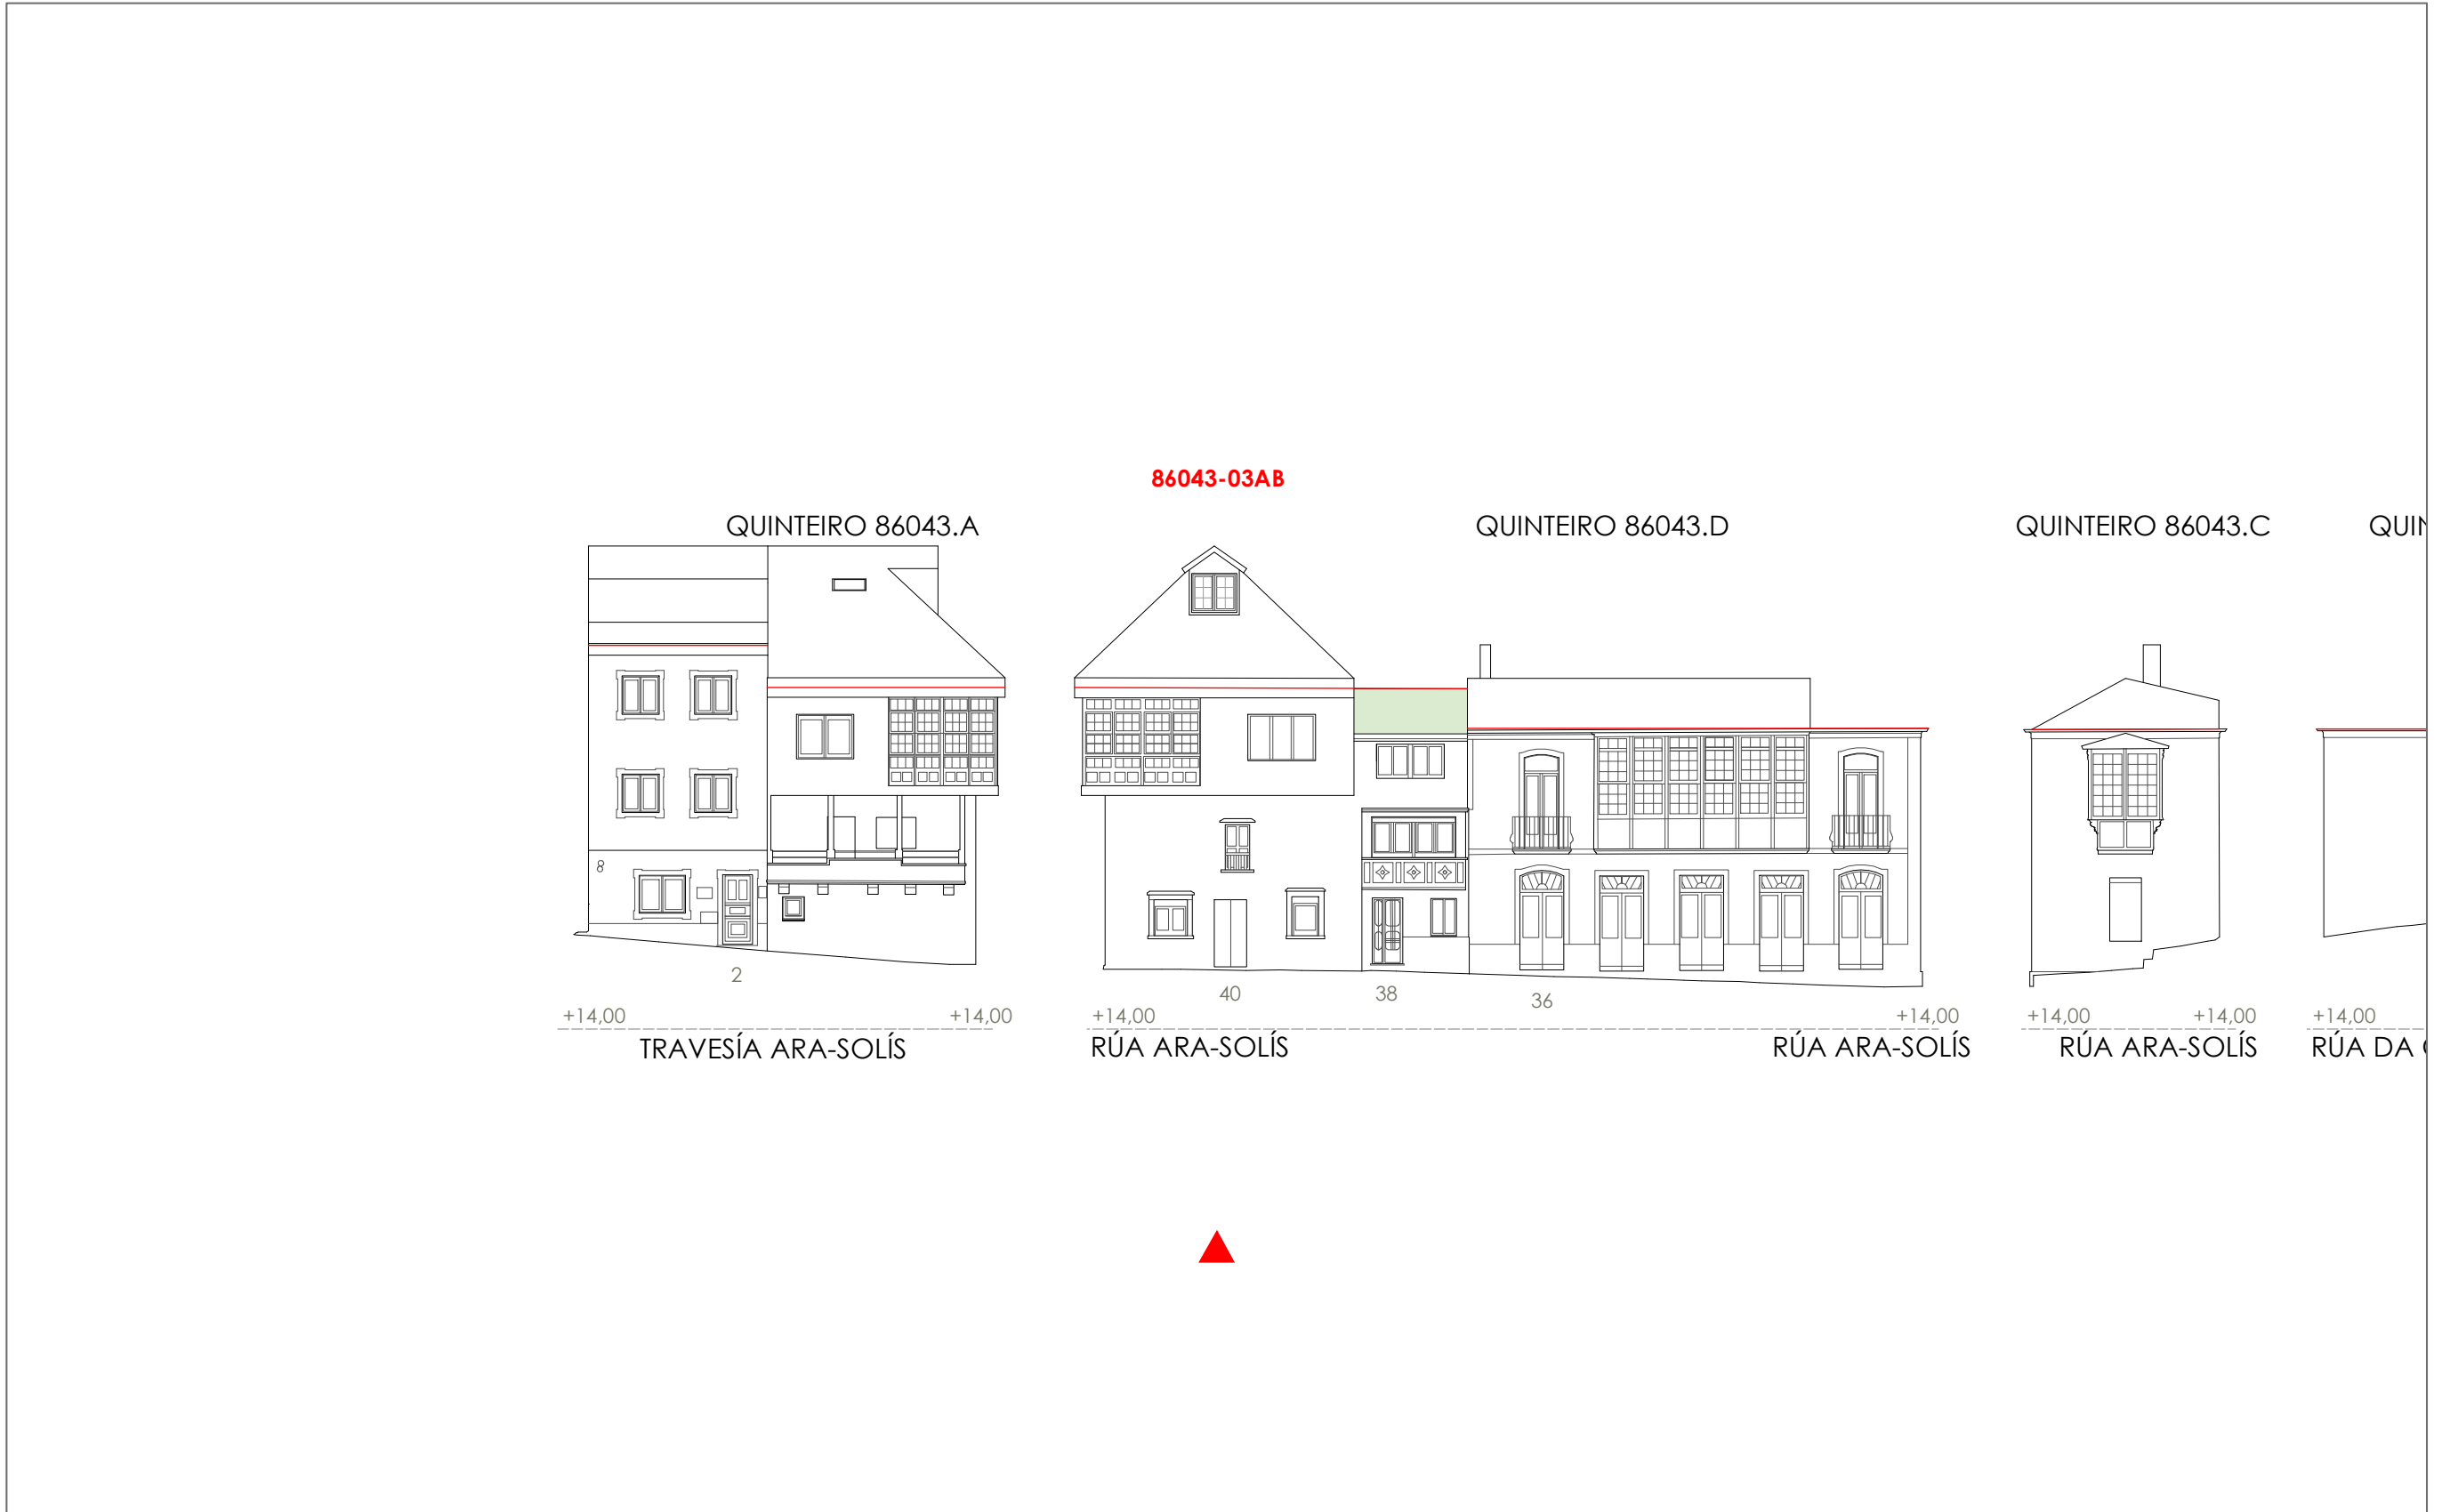 86043-03AB
QUINTEIRO 86043.A
QUINTEIRO 86043.D
QUINTEIRO 86043.C
8
2
40
38
36
+14,00
+14,00
+14,00
+14,00
+14,00
+14,00
+14,00
TRAVESÍA ARA-SOLÍS
RÚA ARA-SOLÍS
RÚA ARA-SOLÍS
RÚA ARA-SOLÍS
RÚA DA